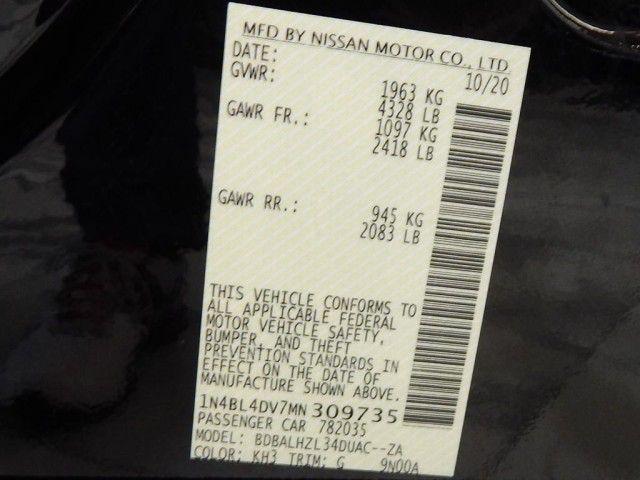 MFD BY NISSAN MOTOR CO., LTD.
DATE: 10/20
GVWR: 1963 KG
4328 LB
GAWR FR.: 1097 KG
2418 LB
GAWR RR.: 945 KG
2083 LB
THIS VEHICLE CONFORMS TO
ALL APPLICABLE FEDERAL
MOTOR VEHICLE SAFETY,
BUMPER, AND THEFT
PREVENTION STANDARDS IN
EFFECT ON THE DATE OF
MANUFACTURE SHOWN ABOVE.
1N4BL4DV7MN309735
PASSENGER CAR 782035
MODEL: BDBALHZL34DUAC--ZA
COLOR: KH3 TRIM: G 9N00A